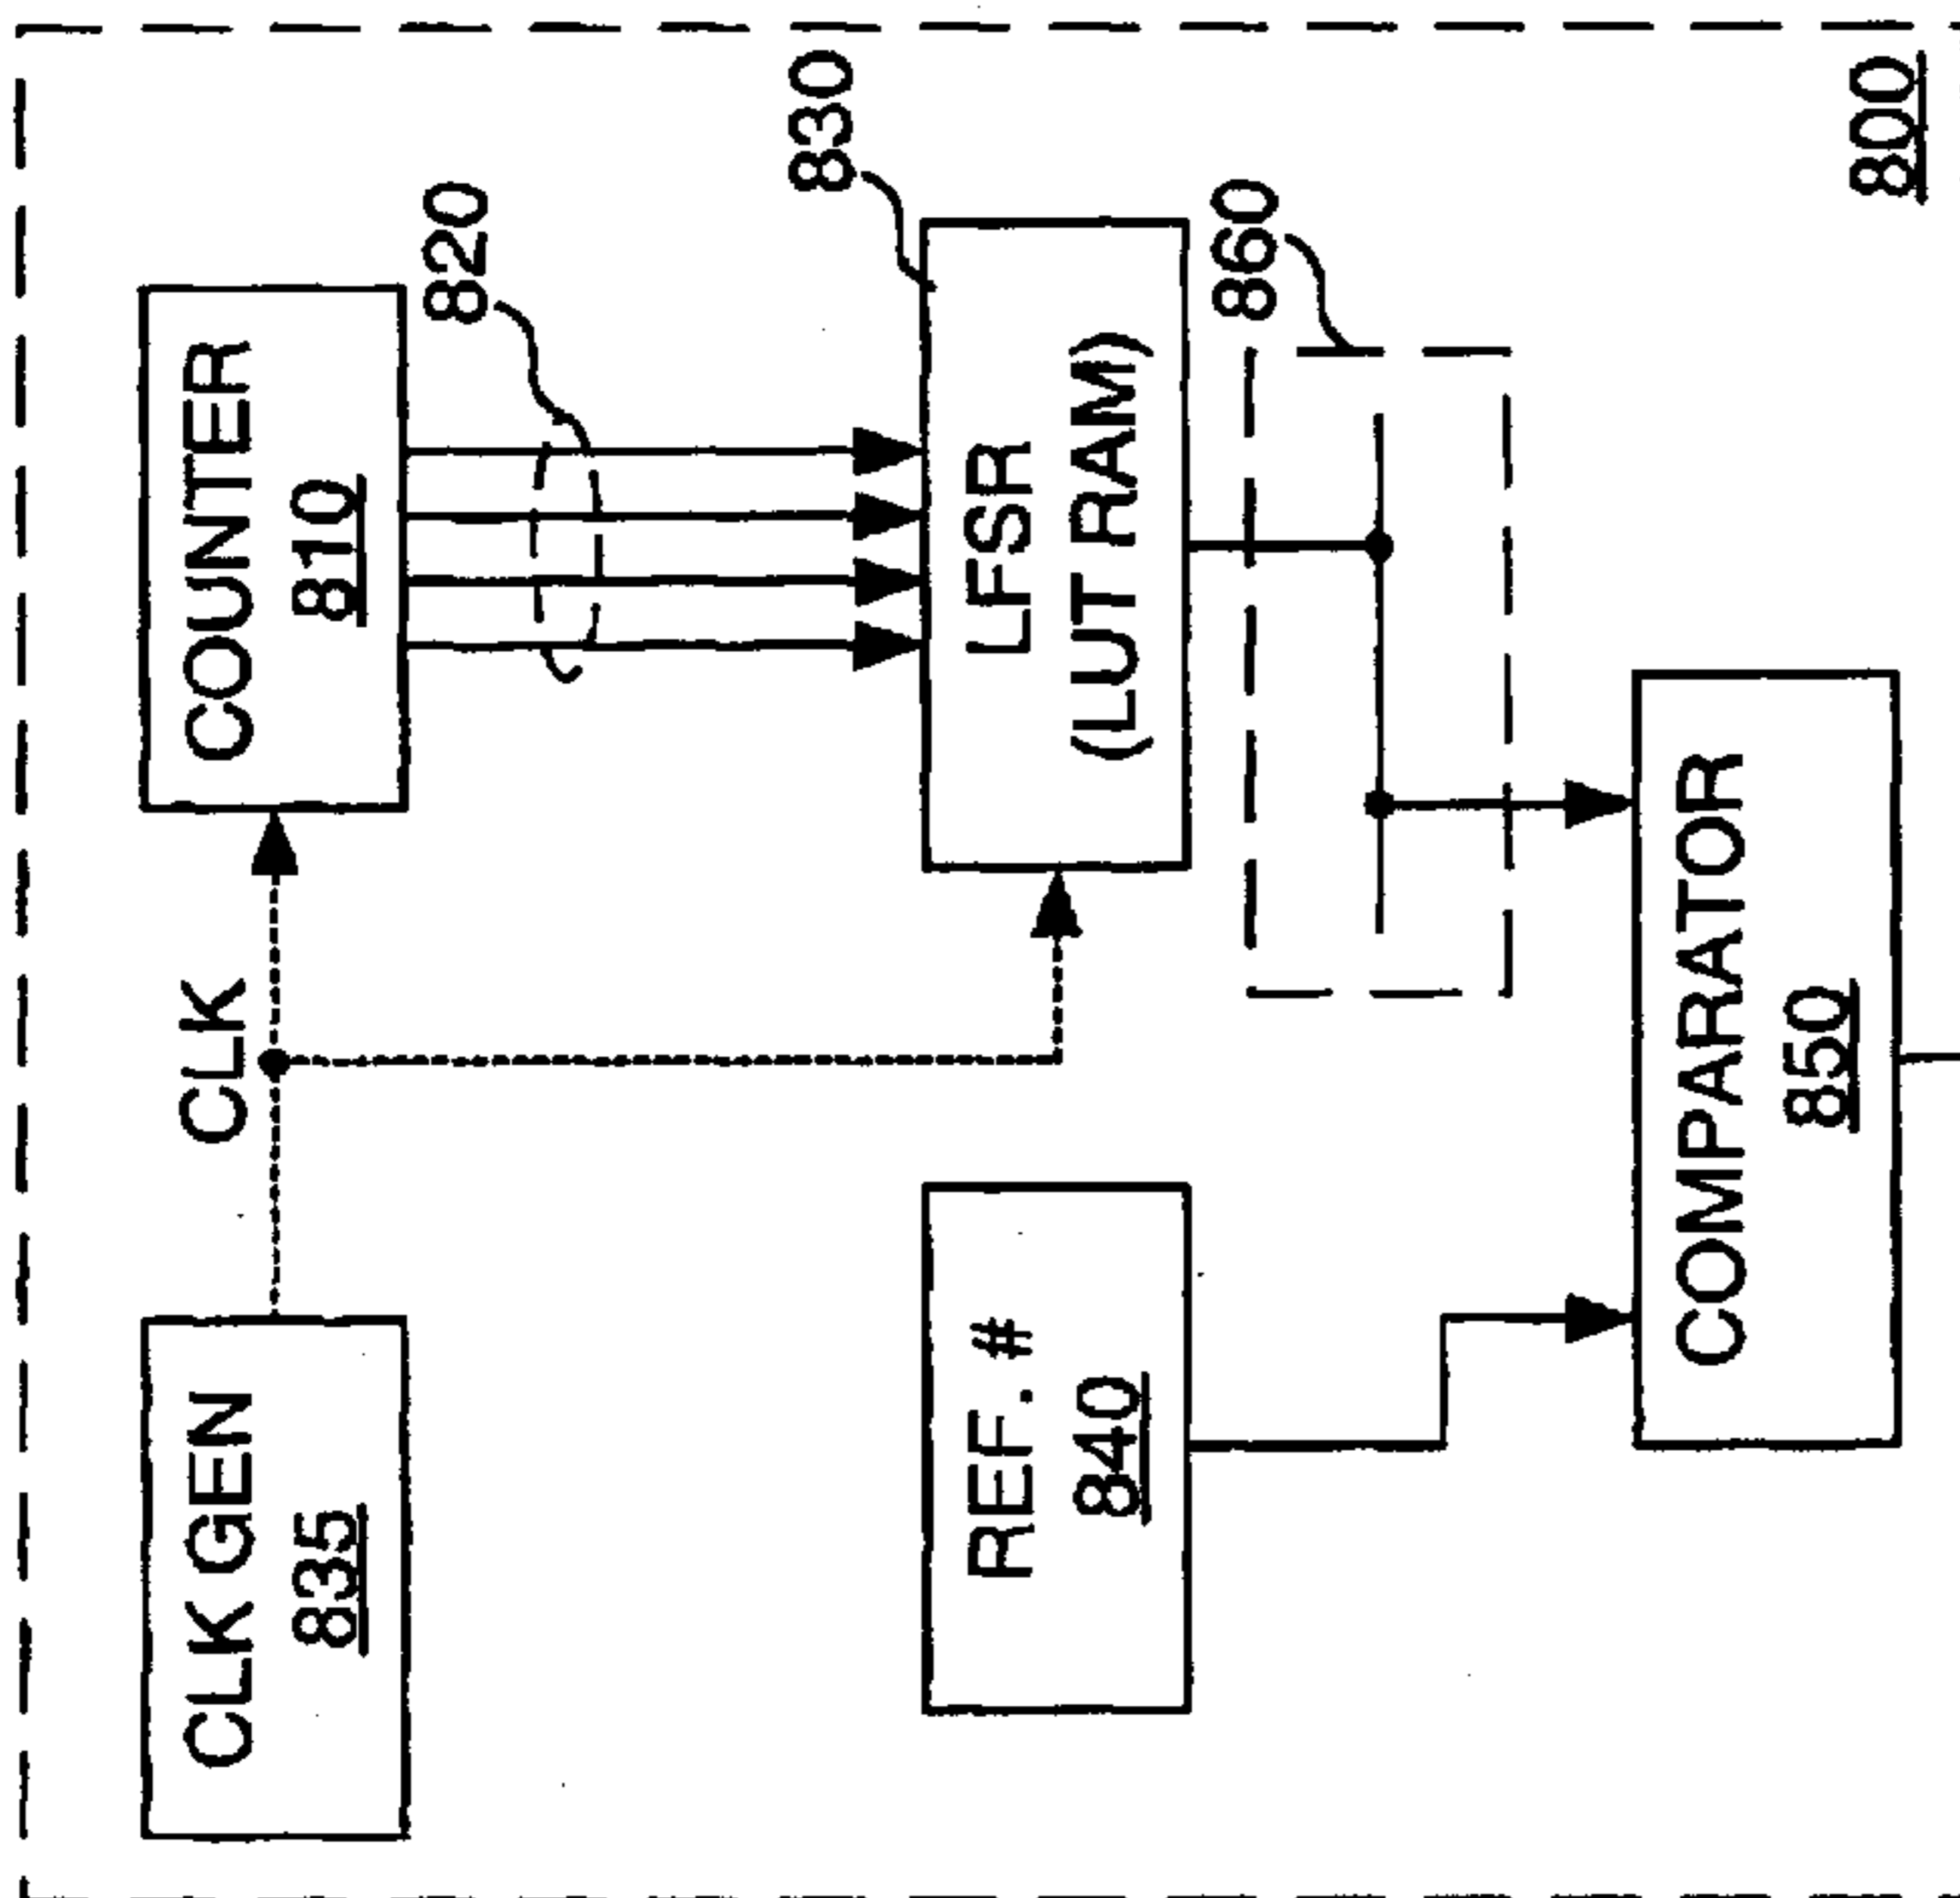 CLK GEN
835
CLK
COUNTER
810
820
REF. #
840
LFSR
(LUT RAM)
830
860
COMPARATOR
850
800